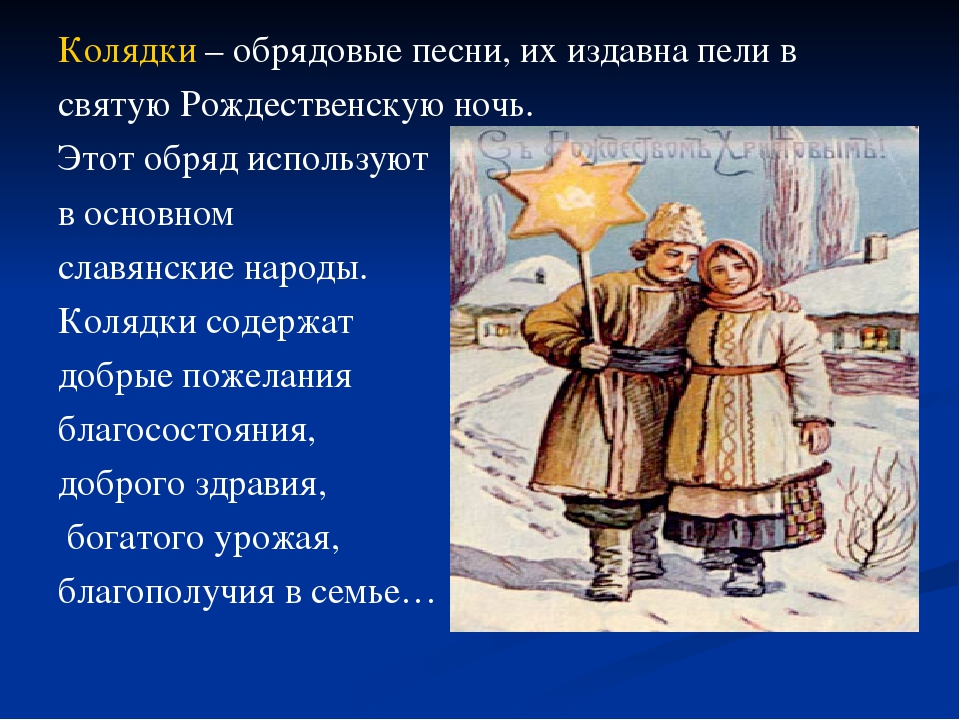 Колядки – обрядовые песни, их издавна пели в
святую Рождественскую ночь.
Этот обряд используют
в основном
славянские народы.
Колядки содержат
добрые пожелания
благосостояния,
доброго здравия,
богатого урожая,
благополучия в семье…
Съ Рождествомъ Христовымъ!